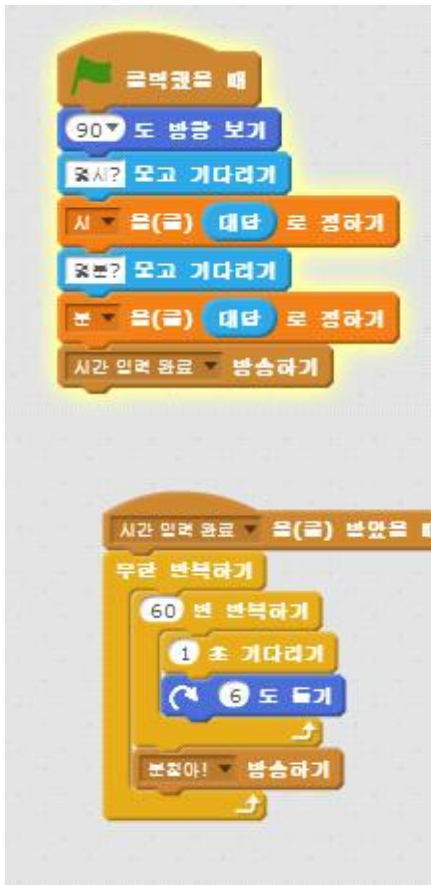 클릭했을 때
90 도 방향 보기
몇시? 묻고 기다리기
시 을(를) 대답 로 정하기
몇분? 묻고 기다리기
분 을(를) 대답 로 정하기
시간 입력 완료 방송하기
시간 입력 완료 을(를) 받았을
무한 반복하기
60 번 반복하기
1 초 기다리기
6 도 돌기
분침아! 방송하기